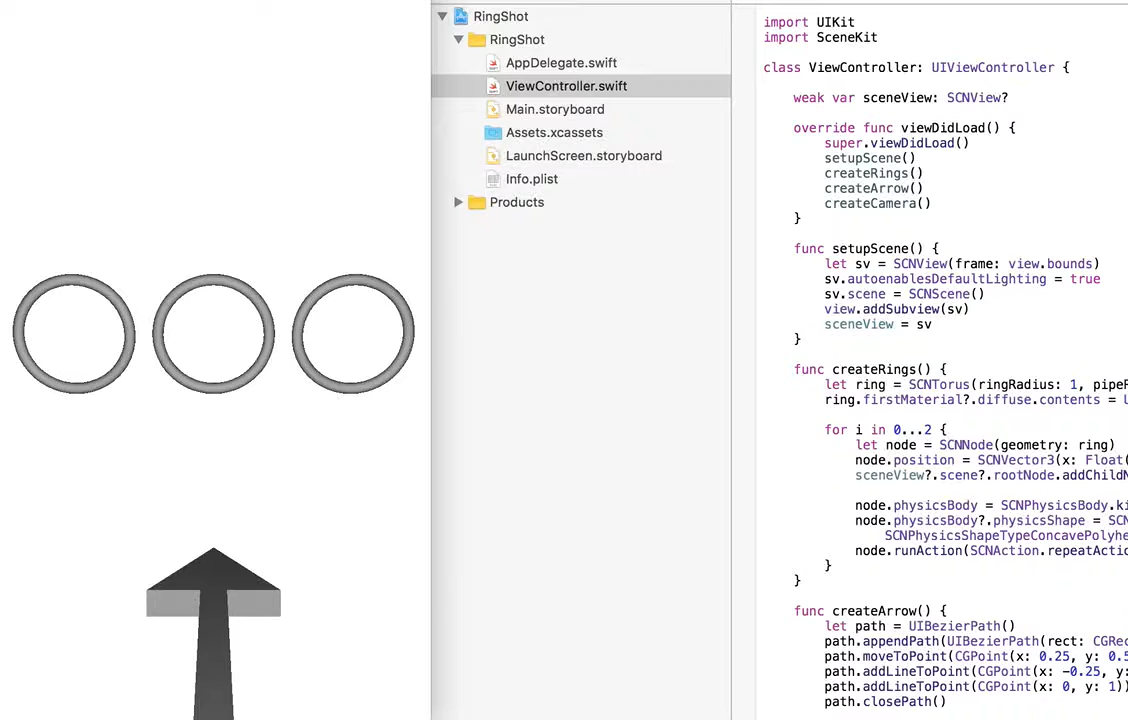 RingShot
RingShot
AppDelegate.swift
ViewController.swift
Main.storyboard
Assets.xcassets
LaunchScreen.storyboard
Info.plist
Products
import UIKit
import SceneKit
class ViewController: UIViewController {
weak var sceneView: SCNView?
override func viewDidLoad() {
super.viewDidLoad()
setupScene()
createRings()
createArrow()
createCamera()
}
func setupScene() {
let sv = SCNView(frame: view.bounds)
sv.autoenablesDefaultLighting = true
sv.scene = SCNScene()
view.addSubview(sv)
sceneView = sv
}
func createRings() {
let ring = SCNTorus(ringRadius: 1, pipeR
ring.firstMaterial?.diffuse.contents = U
for i in 0...2 {
let node = SCNNode(geometry: ring)
node.position = SCNVector3(x: Float(
sceneView?.scene?.rootNode.addChildN
node.physicsBody = SCNPhysicsBody.ki
node.physicsBody?.physicsShape = SCN
SCNPhysicsShapeTypeConcavePolyhe
node.runAction(SCNAction.repeatActio
}
}
func createArrow() {
let path = UIBezierPath()
path.appendPath(UIBezierPath(rect: CGRec
path.moveToPoint(CGPoint(x: 0.25, y: 0.5
path.addLineToPoint(CGPoint(x: -0.25, y:
path.addLineToPoint(CGPoint(x: 0, y: 1))
path.closePath()